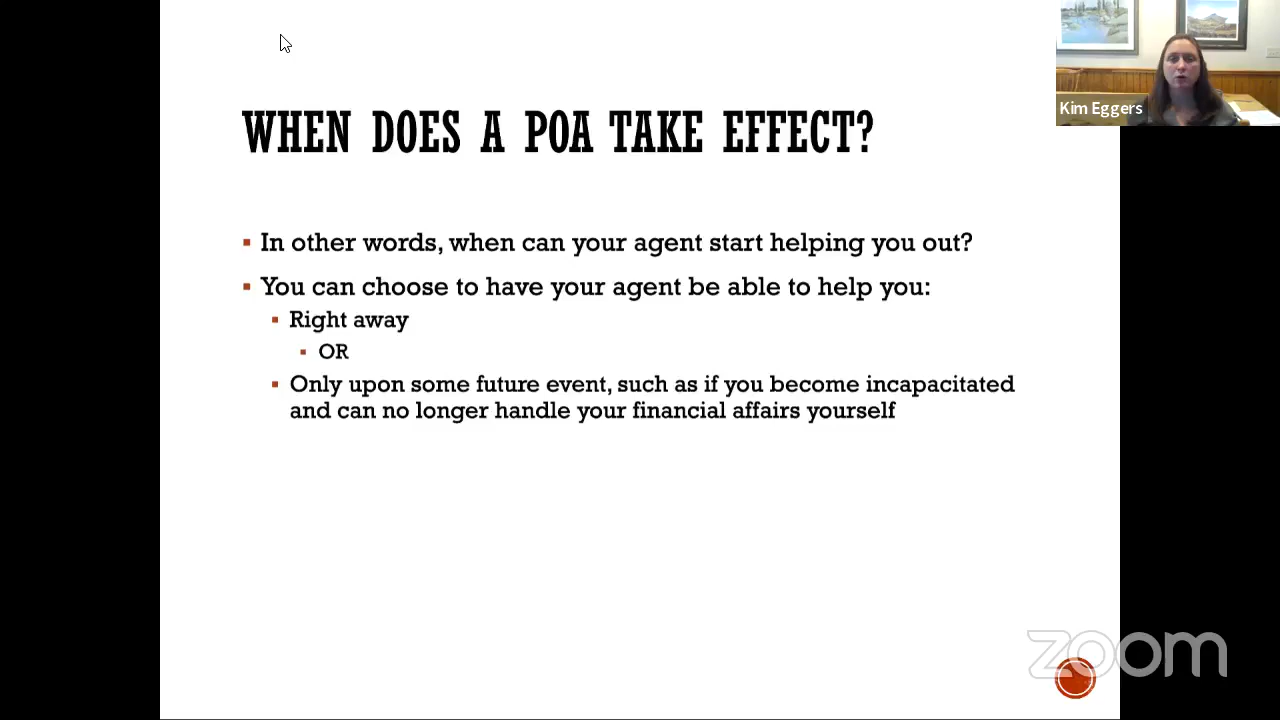 Kim Eggers
WHEN DOES A POA TAKE EFFECT?
In other words, when can your agent start helping you out?
You can choose to have your agent be able to help you:
Right away
OR
Only upon some future event, such as if you become incapacitated
and can no longer handle your financial affairs yourself
zoom